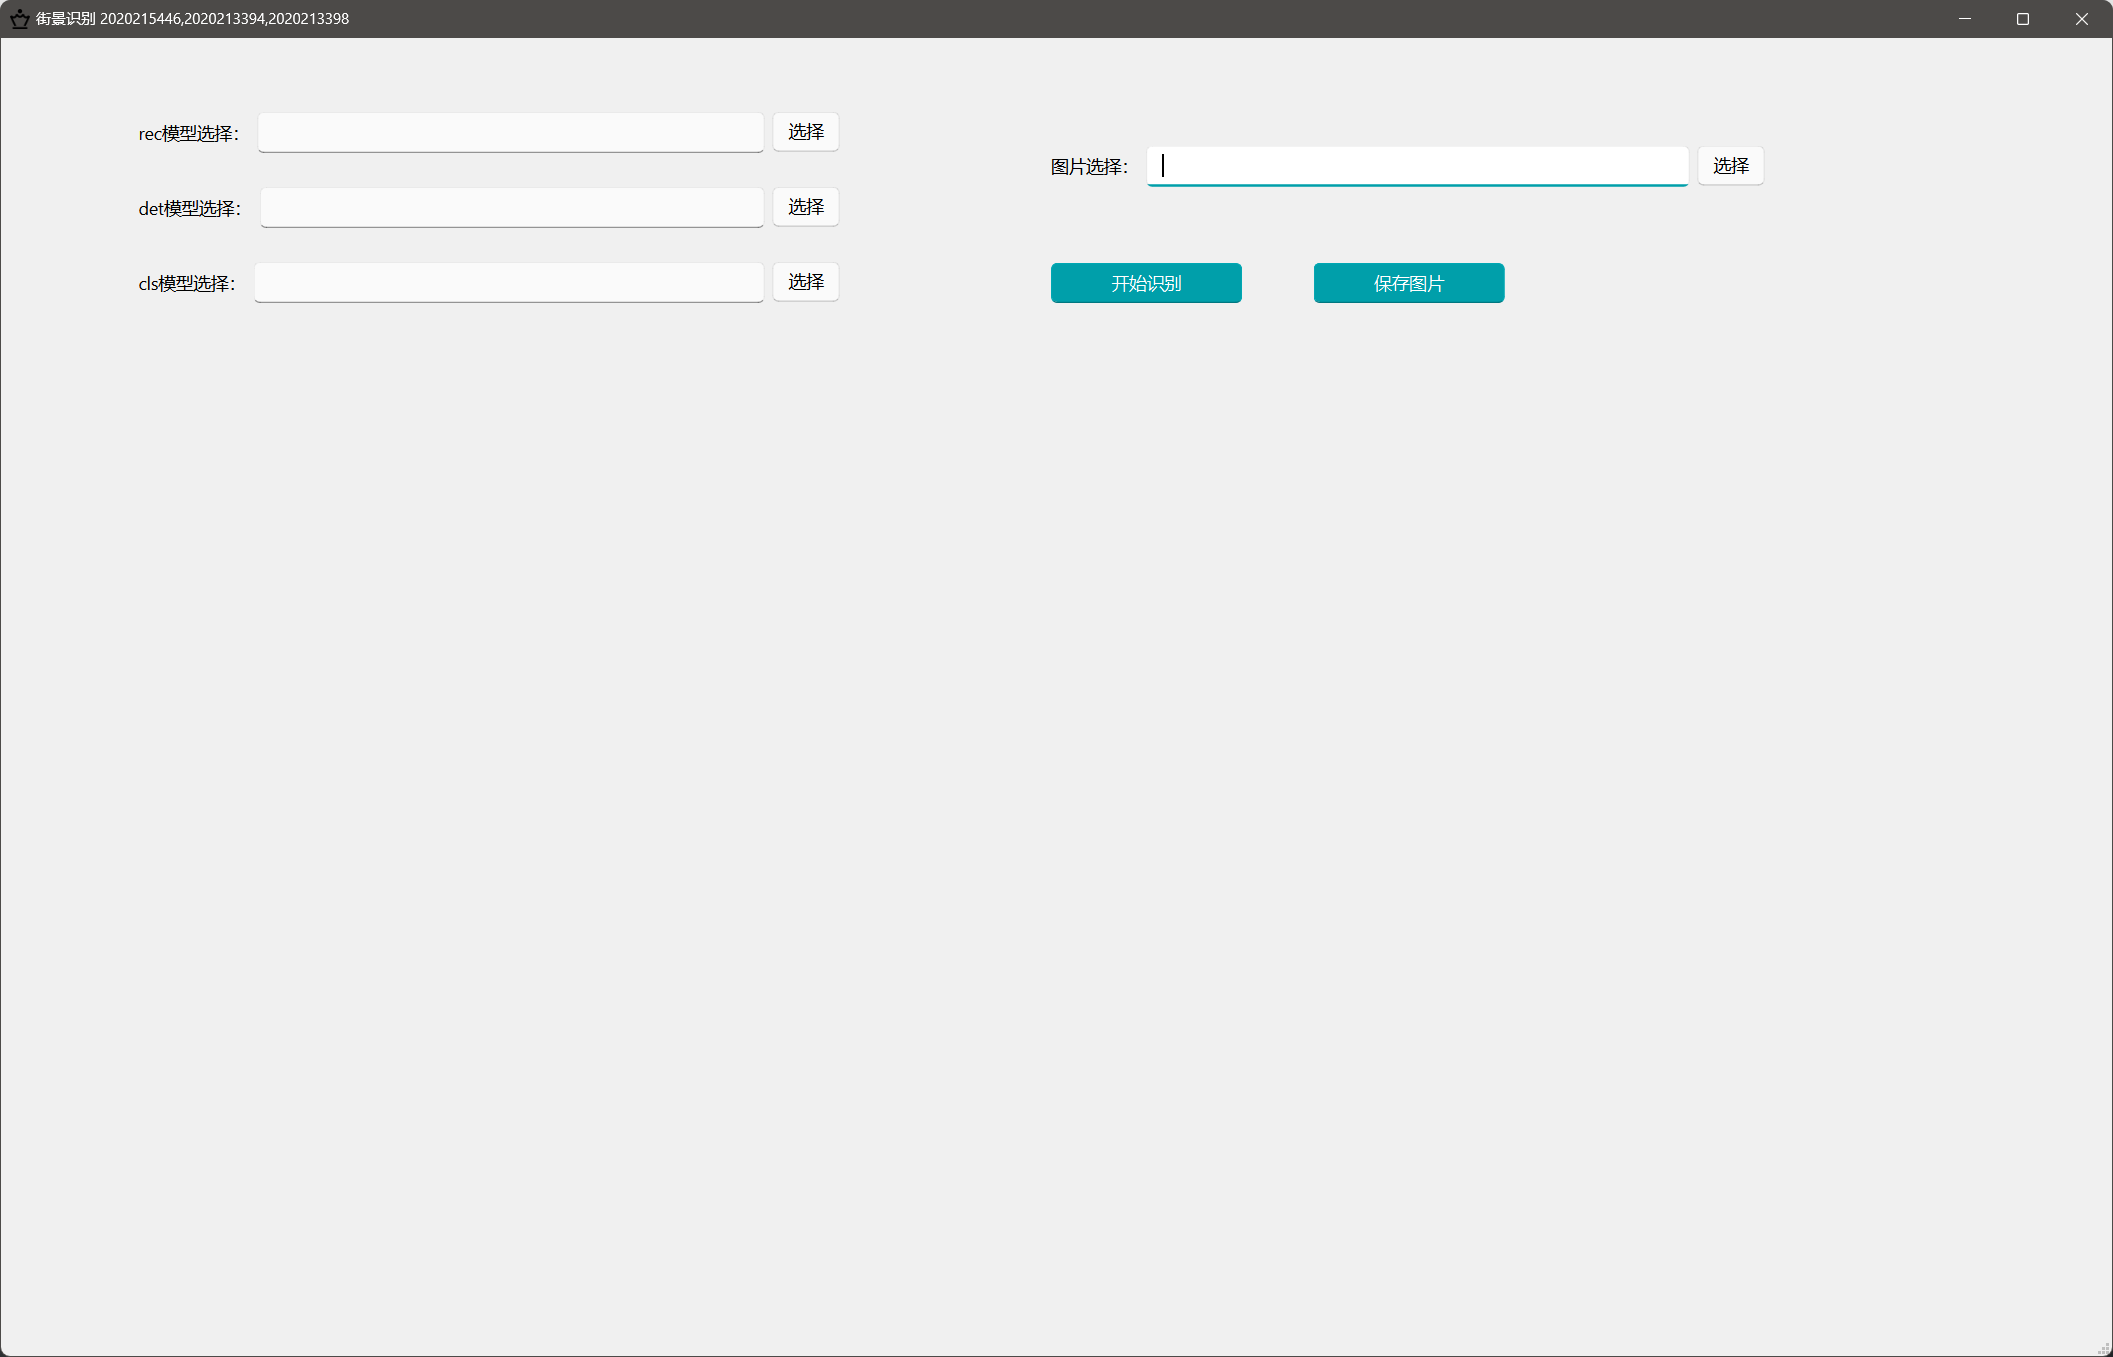 街景识别 2020215446,2020213394,2020213398
rec模型选择： 选择
det模型选择： 选择
cls模型选择： 选择
图片选择： 选择
开始识别 保存图片